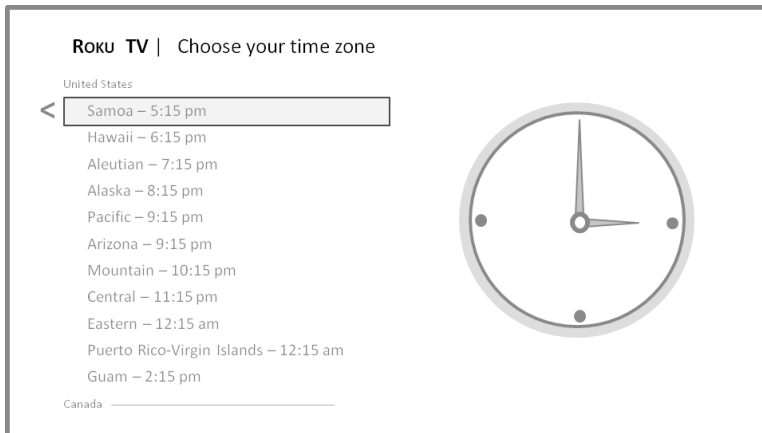 Roku TV | Choose your time zone
United States
<
Samoa – 5:15 pm
Hawaii – 6:15 pm
Aleutian – 7:15 pm
Alaska – 8:15 pm
Pacific – 9:15 pm
Arizona – 9:15 pm
Mountain – 10:15 pm
Central – 11:15 pm
Eastern – 12:15 am
Puerto Rico-Virgin Islands – 12:15 am
Guam – 2:15 pm
Canada